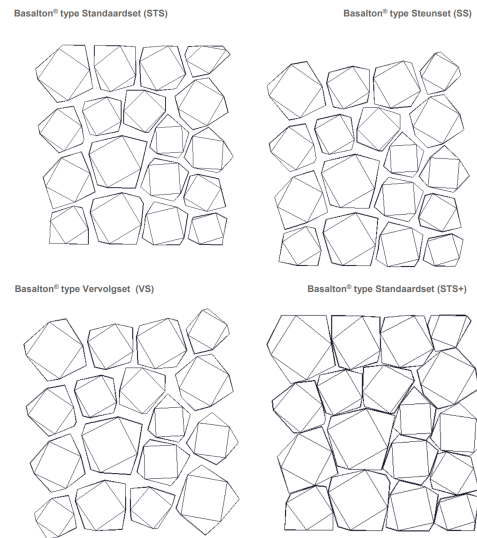 Basalton® type Standaardset (STS)
Basalton® type Steunset (SS)
Basalton® type Vervolgset (VS)
Basalton® type Standaardset (STS+)